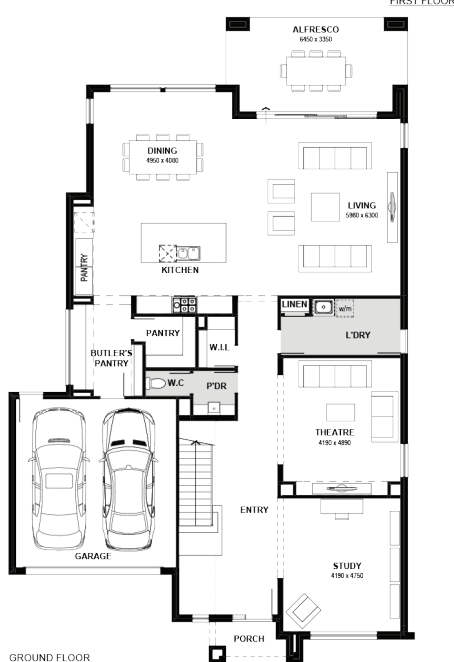 FIRST FLOOR
ALFRESCO
6450 x 3350
DINING
4950 x 4080
LIVING
5980 x 6300
PANTRY
KITCHEN
LINEN
w/m
PANTRY
W.I.L
L'DRY
BUTLER'S
PANTRY
W.C
P'DR
THEATRE
4190 x 4890
ENTRY
GARAGE
STUDY
4190 x 4750
PORCH
GROUND FLOOR